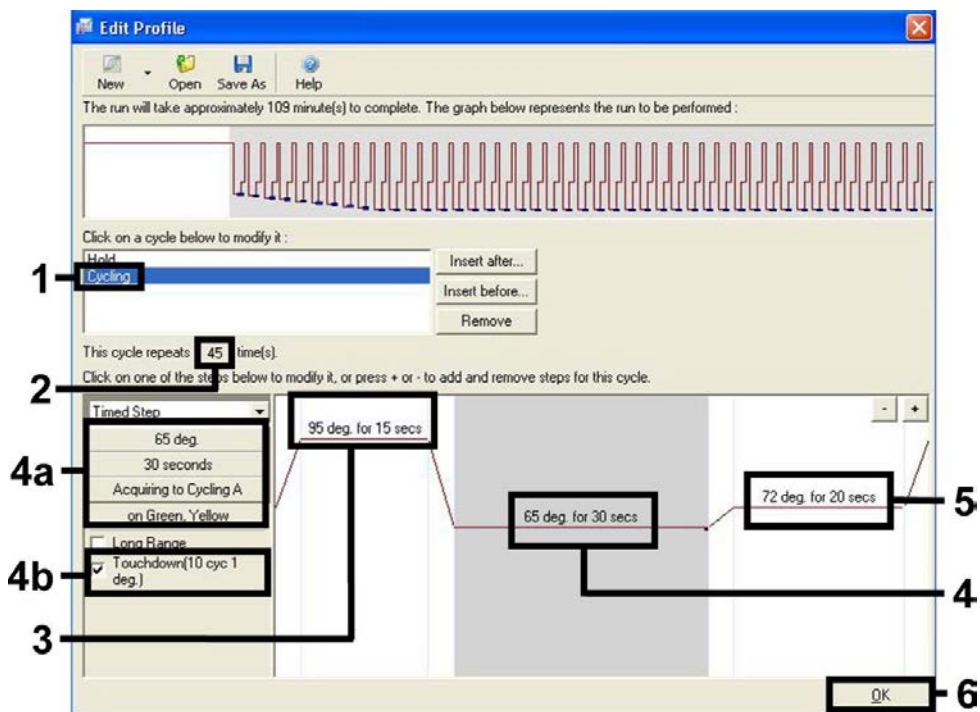 Edit Profile
New Open Save As Help
The run will take approximately 109 minute(s) to complete. The graph below represents the run to be performed :
Click on a cycle below to modify it :
Hold
1 Cycling
Insert after...
Insert before...
Remove
This cycle repeats 45 time(s).
2
Click on one of the steps below to modify it, or press + or - to add and remove steps for this cycle.
Timed Step
- +
4a
65 deg.
30 seconds
Acquiring to Cycling A
on Green, Yellow
Long Range
4b
Touchdown(10 cyc 1
deg.)
95 deg. for 15 secs
3
65 deg. for 30 secs
4
72 deg. for 20 secs
5
OK
6